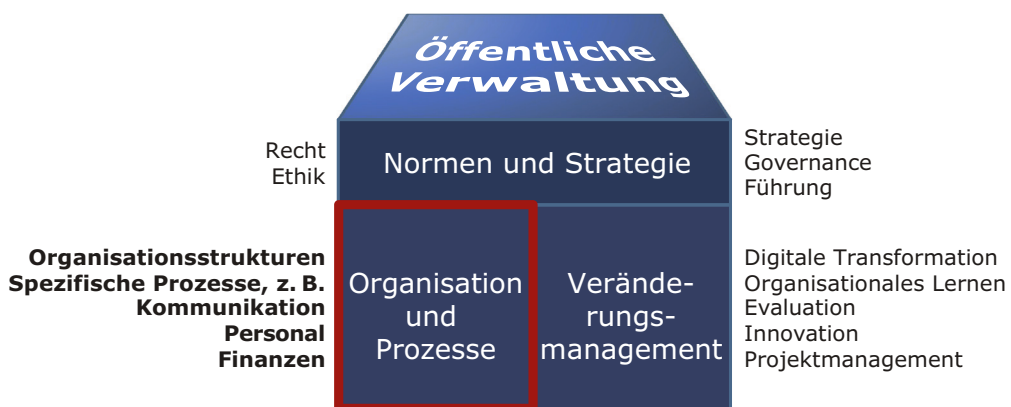 Öffentliche
Verwaltung
Recht
Ethik
Normen und Strategie
Strategie
Governance
Führung
Organisationsstrukturen
Spezifische Prozesse, z. B.
Kommunikation
Personal
Finanzen
Organisation
und
Prozesse
Verände-
rungs-
management
Digitale Transformation
Organisationales Lernen
Evaluation
Innovation
Projektmanagement